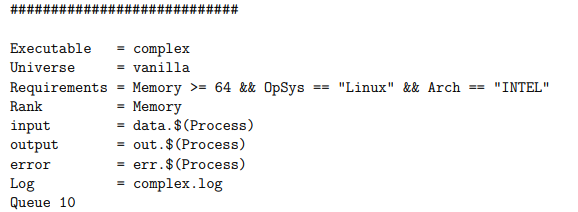 ############################
Executable = complex
Universe = vanilla
Requirements = Memory >= 64 && OpSys == "Linux" && Arch == "INTEL"
Rank = Memory
input = data.$(Process)
output = out.$(Process)
error = err.$(Process)
Log = complex.log
Queue 10